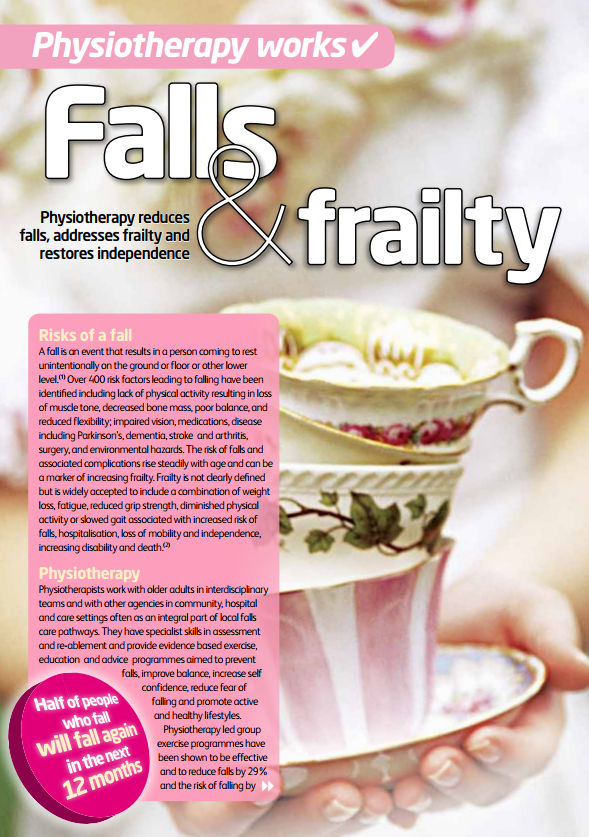 Physiotherapy works ✓
Falls
& frailty
Physiotherapy reduces
falls, addresses frailty and
restores independence
Risks of a fall
A fall is an event that results in a person coming to rest
unintentionally on the ground or floor or other lower
level.(1) Over 400 risk factors leading to falling have been
identified including lack of physical activity resulting in loss
of muscle tone, decreased bone mass, poor balance, and
reduced flexibility; impaired vision, medications, disease
including Parkinson's, dementia, stroke and arthritis,
surgery, and environmental hazards. The risk of falls and
associated complications rise steadily with age and can be
a marker of increasing frailty. Frailty is not clearly defined
but is widely accepted to include a combination of weight
loss, fatigue, reduced grip strength, diminished physical
activity or slowed gait associated with increased risk of
falls, hospitalisation, loss of mobility and independence,
increasing disability and death.(2)
Physiotherapy
Physiotherapists work with older adults in interdisciplinary
teams and with other agencies in community, hospital
and care settings often as an integral part of local falls
care pathways. They have specialist skills in assessment
and re-ablement and provide evidence based exercise,
education and advice programmes aimed to prevent
falls, improve balance, increase self
confidence, reduce fear of
falling and promote active
and healthy lifestyles.
Physiotherapy led group
exercise programmes have
been shown to be effective
and to reduce falls by 29%
and the risk of falling by
Half of people
who fall
will fall again
in the next
12 months